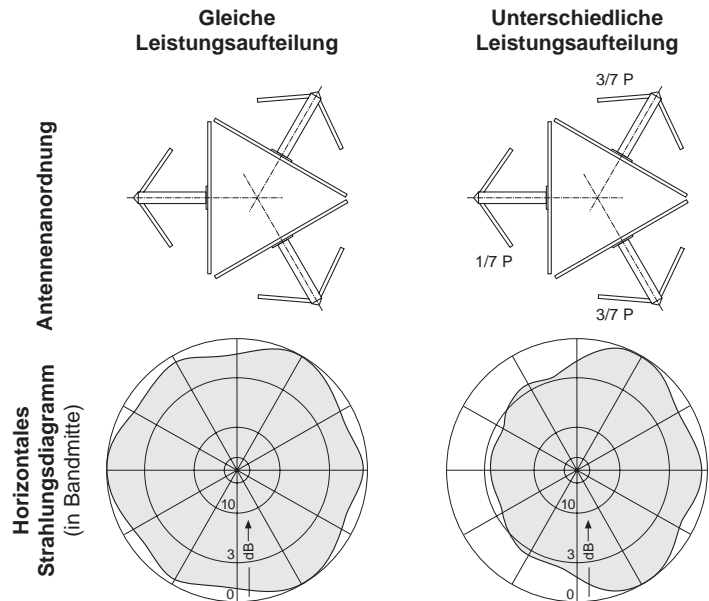 Gleiche
Leistungsaufteilung
Unterschiedliche
Leistungsaufteilung
Antennenanordnung
3/7 P
1/7 P
3/7 P
Horizontales
Strahlungsdiagramm
(in Bandmitte)
10
3
0
dB
10
3
0
dB